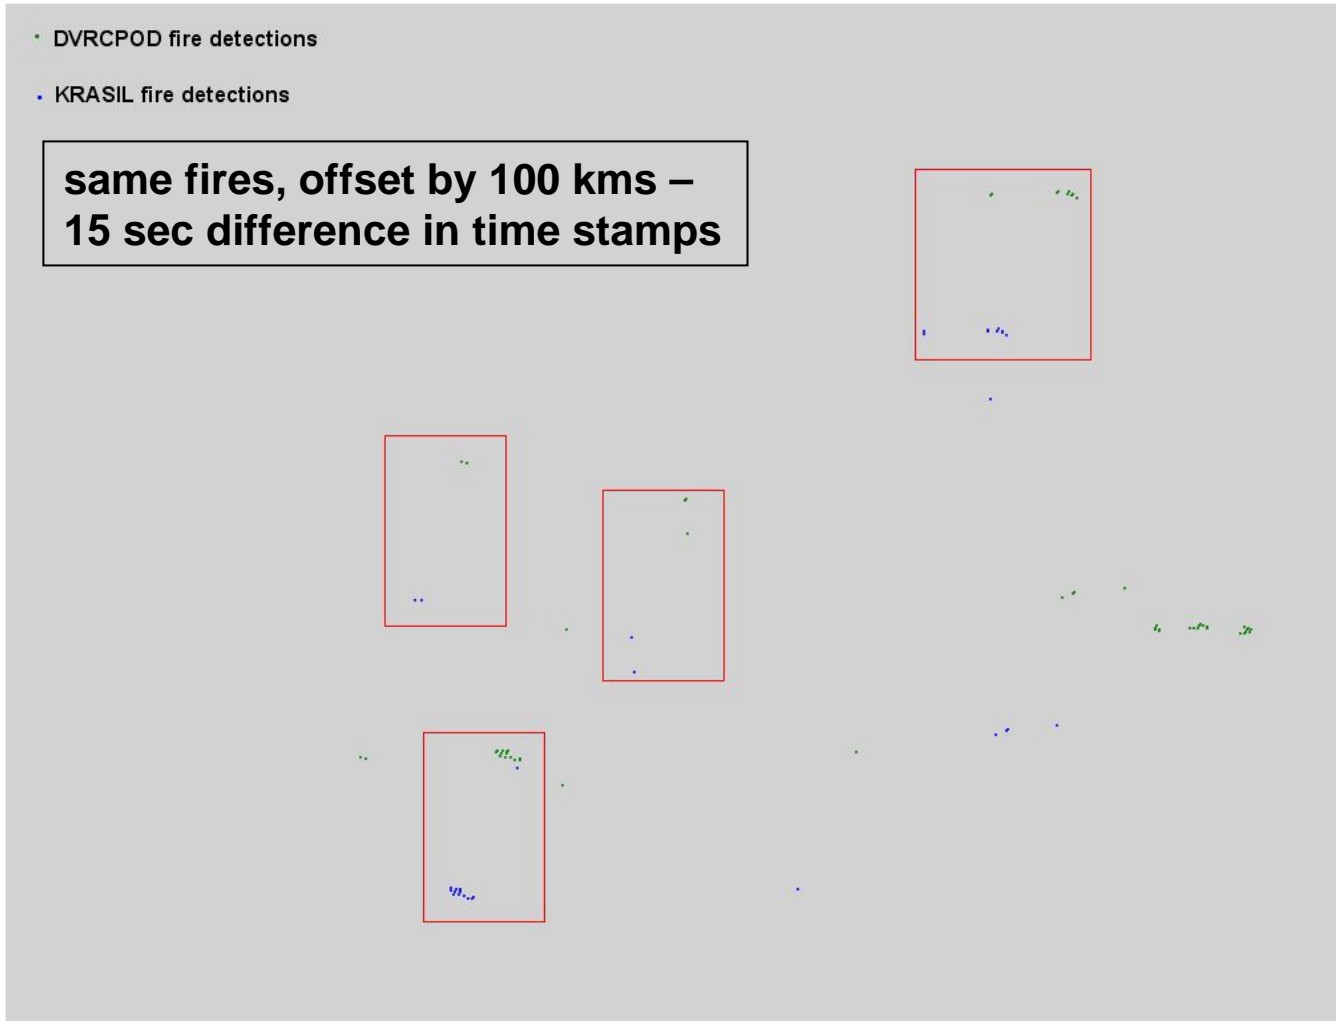 DVRCPOD fire detections
KRASIL fire detections
same fires, offset by 100 kms –
15 sec difference in time stamps